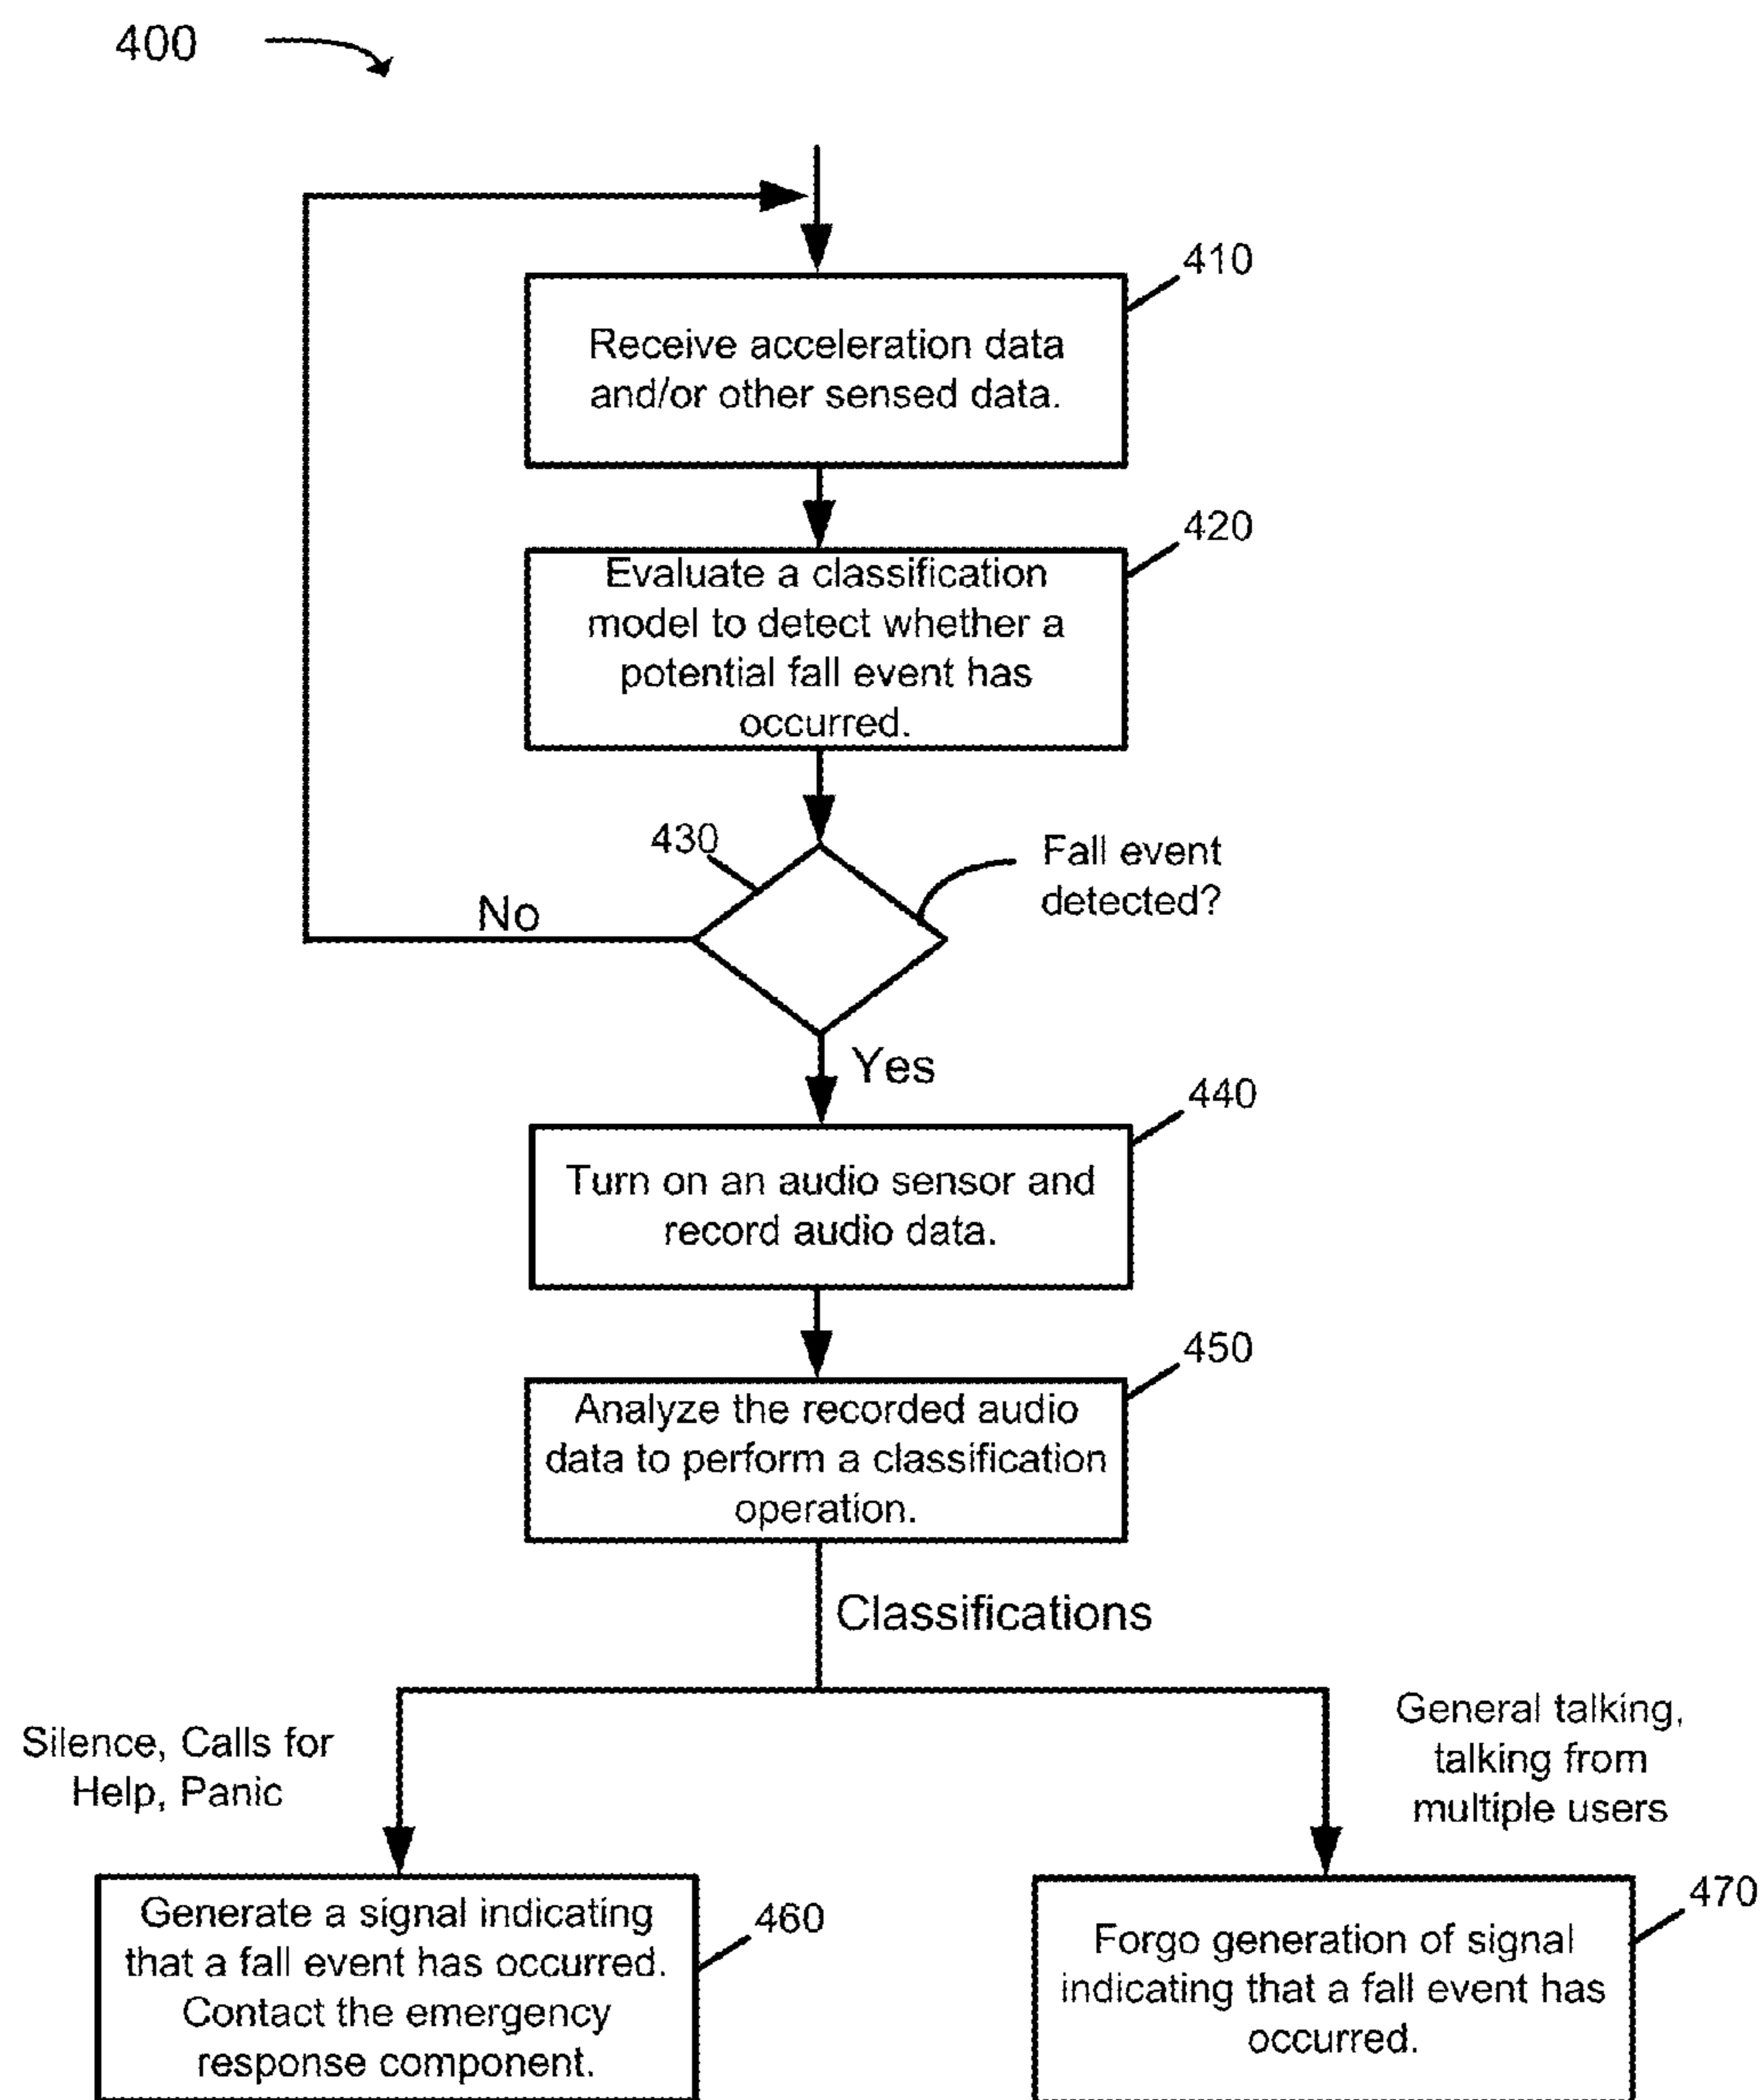 400
410
Receive acceleration data
and/or other sensed data.
420
Evaluate a classification
model to detect whether a
potential fall event has
occurred.
430
Fall event
detected?
No
Yes
440
Turn on an audio sensor and
record audio data.
450
Analyze the recorded audio
data to perform a classification
operation.
Classifications
Silence, Calls for
Help, Panic
General talking,
talking from
multiple users
460
Generate a signal indicating
that a fall event has occurred.
Contact the emergency
response component.
470
Forgo generation of signal
indicating that a fall event has
occurred.